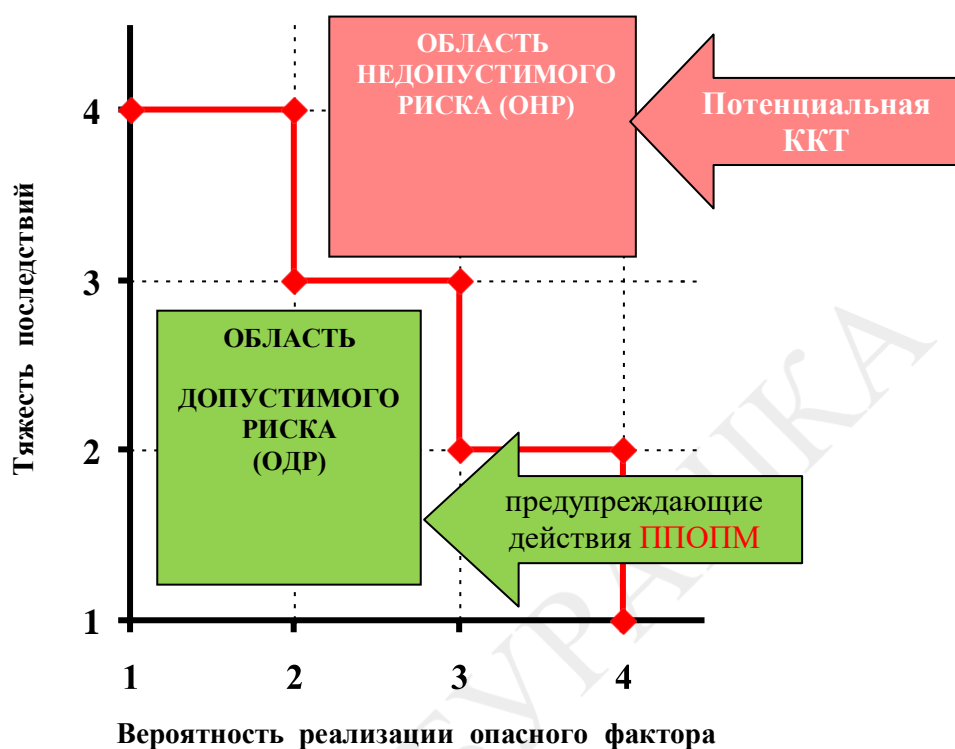 ОБЛАСТЬ
НЕДОПУСТИМОГО
РИСКА (ОНР)
Потенциальная
ККТ
Тяжесть последствий
4
3
2
1
ОБЛАСТЬ
ДОПУСТИМОГО
РИСКА
(ОДР)
предупреждающие
действия ППОПМ
1 2 3 4
Вероятность реализации опасного фактора